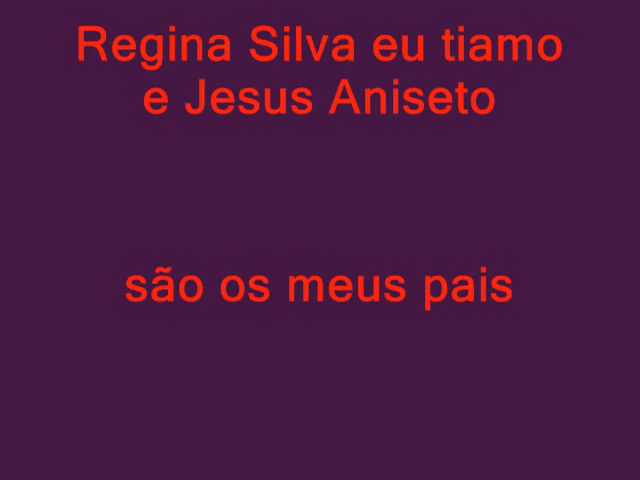 Regina Silva eu tiamo
e Jesus Aniseto
são os meus pais